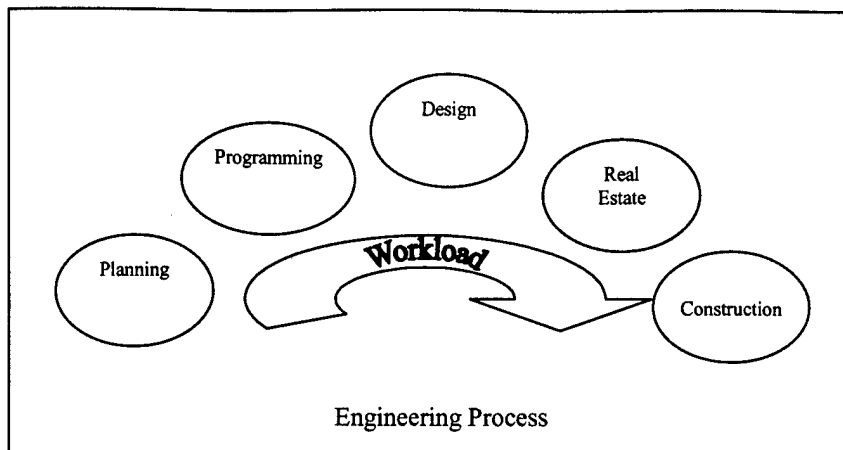 Planning
Programming
Design
Real
Estate
Construction
Workload
Engineering Process